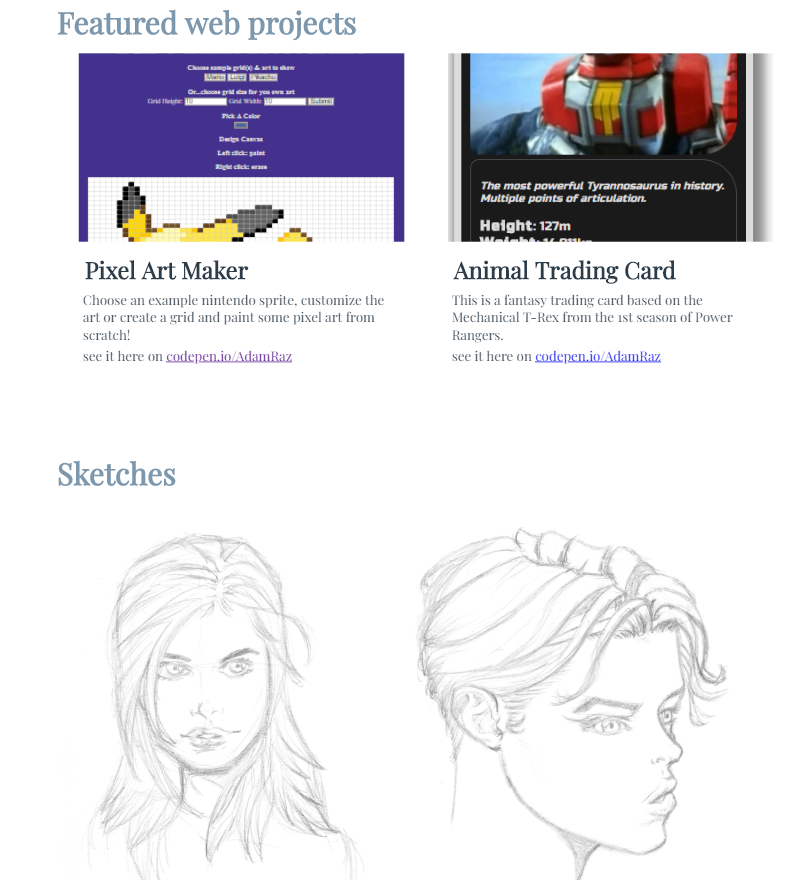 Featured web projects
Choose sample grid(s) & art to show
Mario Luigi Pikachu
Or...choose grid size for you own art
Grid Height: 10 Grid Width: 10 Submit
Pick A Color
Design Canvas
Left click: paint
Right click: erase
The most powerful Tyrannosaurus in history.
Multiple points of articulation.
Height: 127m
Pixel Art Maker
Choose an example nintendo sprite, customize the
art or create a grid and paint some pixel art from
scratch!
see it here on codepen.io/AdamRaz
Animal Trading Card
This is a fantasy trading card based on the
Mechanical T-Rex from the 1st season of Power
Rangers.
see it here on codepen.io/AdamRaz
Sketches